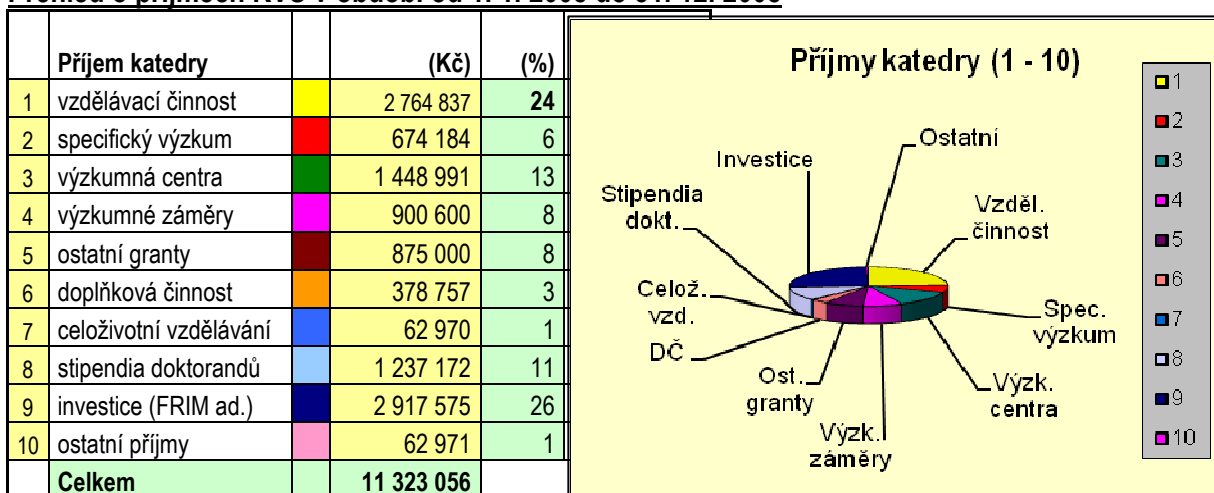 Příjem katedry (Kč) (%)
1 vzdělávací činnost 2 764 837 24
2 specifický výzkum 674 184 6
3 výzkumná centra 1 448 991 13
4 výzkumné záměry 900 600 8
5 ostatní granty 875 000 8
6 doplňková činnost 378 757 3
7 celoživotní vzdělávání 62 970 1
8 stipendia doktorandů 1 237 172 11
9 investice (FRIM ad.) 2 917 575 26
10 ostatní příjmy 62 971 1
Celkem 11 323 056
Příjmy katedry (1 - 10)
Ostatní
Investice
Stipendia
dokt.
Vzděl.
činnost
Celož.
vzd.
Spec.
výzkum
DČ
Ost.
granty
Výzk.
centra
Výzk.
záměry
1
2
3
4
5
6
7
8
9
10